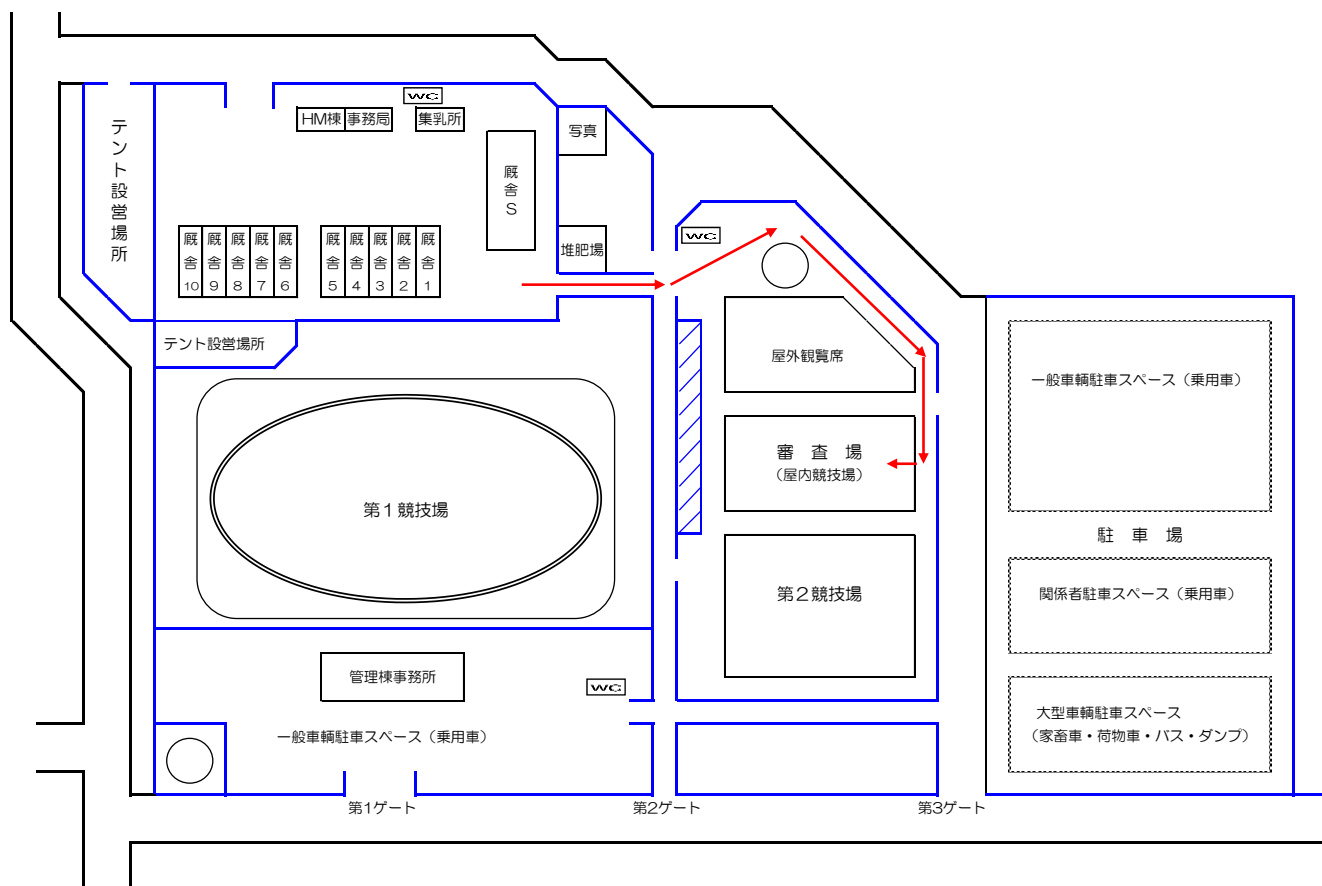 WC
HM棟
事務局
集乳所
写真
テント設営場所
厩舎S
厩舎10
厩舎9
厩舎8
厩舎7
厩舎6
厩舎5
厩舎4
厩舎3
厩舎2
厩舎1
堆肥場
WC
テント設営場所
屋外観覧席
一般車輌駐車スペース（乗用車）
審査場
（屋内競技場）
第１競技場
駐車場
第２競技場
関係者駐車スペース（乗用車）
管理棟事務所
WC
大型車輌駐車スペース
（家畜車・荷物車・バス・ダンプ）
一般車輌駐車スペース（乗用車）
第1ゲート
第2ゲート
第3ゲート